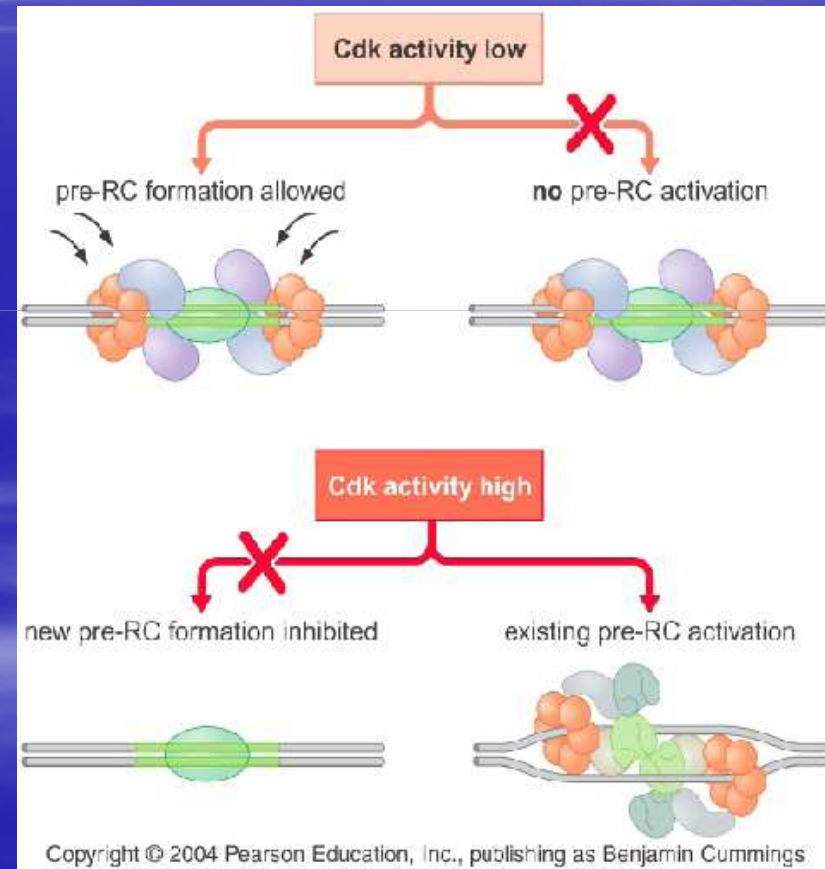 Cdk activity low
pre-RC formation allowed
no pre-RC activation
Cdk activity high
new pre-RC formation inhibited
existing pre-RC activation
Copyright © 2004 Pearson Education, Inc., publishing as Benjamin Cummings